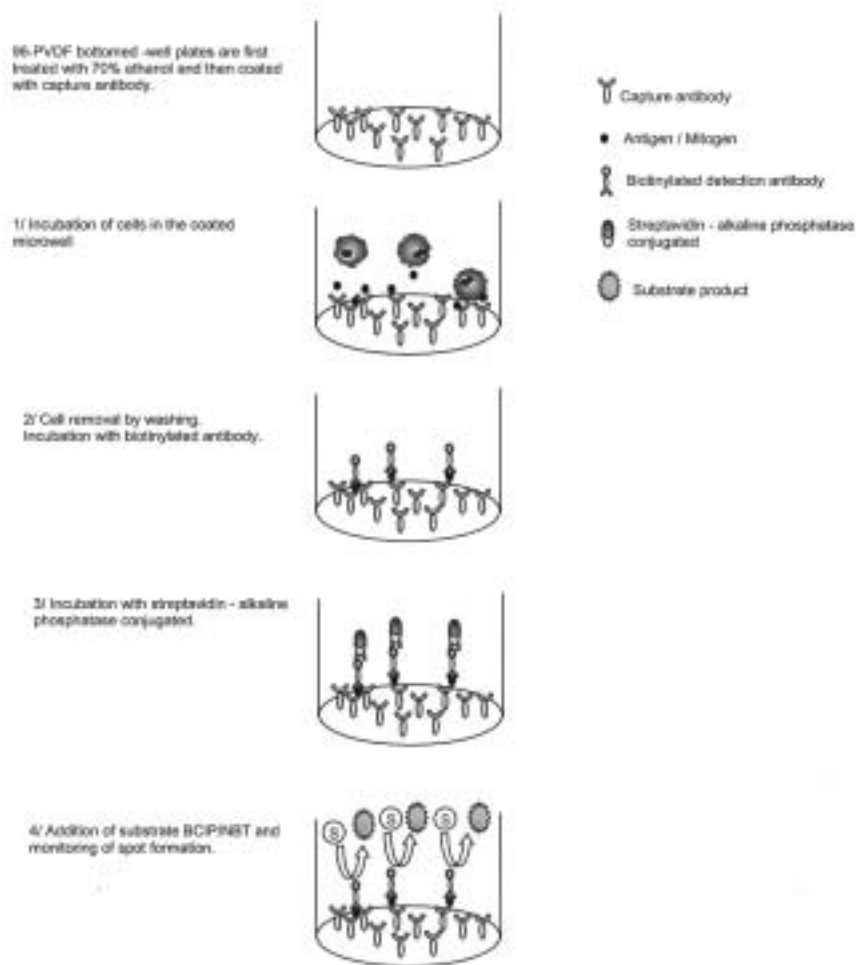 96-PVDF bottomed -well plates are first
treated with 70% ethanol and then coated
with capture antibody.
Capture antibody
Antigen / Mitogen
Biotinylated detection antibody
Streptavidin - alkaline phosphatase
conjugated
Substrate product
1/ Incubation of cells in the coated
microwell
2/ Cell removal by washing.
Incubation with biotinylated antibody.
3/ Incubation with streptavidin - alkaline
phosphatase conjugated.
4/ Addition of substrate BCIP/NBT and
monitoring of spot formation.
S S S